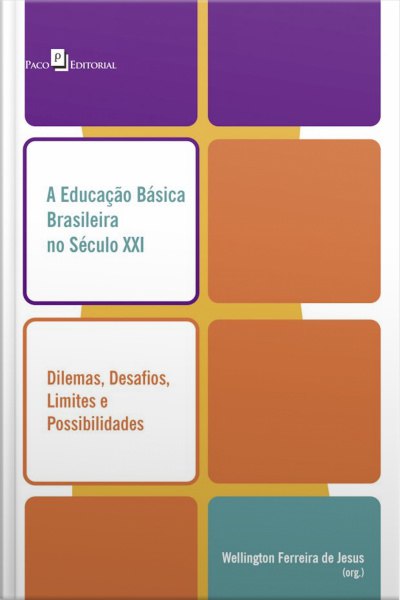 PACO EDITORIAL
A Educação Básica
Brasileira
no Século XXI
Dilemas, Desafios,
Limites e
Possibilidades
Wellington Ferreira de Jesus
(org.)